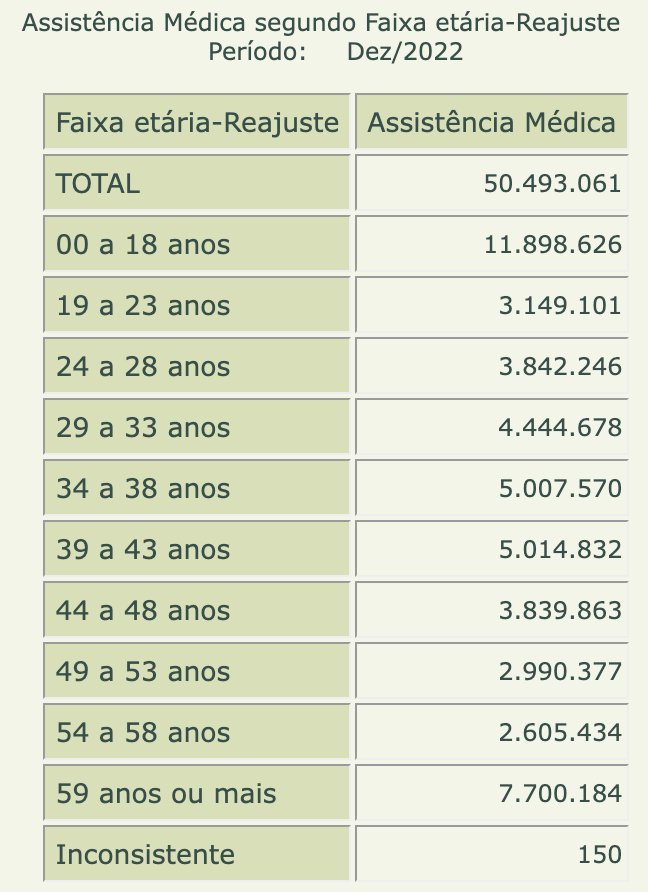 Assistência Médica segundo Faixa etária-Reajuste
Período: Dez/2022
Faixa etária-Reajuste Assistência Médica
TOTAL 50.493.061
00 a 18 anos 11.898.626
19 a 23 anos 3.149.101
24 a 28 anos 3.842.246
29 a 33 anos 4.444.678
34 a 38 anos 5.007.570
39 a 43 anos 5.014.832
44 a 48 anos 3.839.863
49 a 53 anos 2.990.377
54 a 58 anos 2.605.434
59 anos ou mais 7.700.184
Inconsistente 150